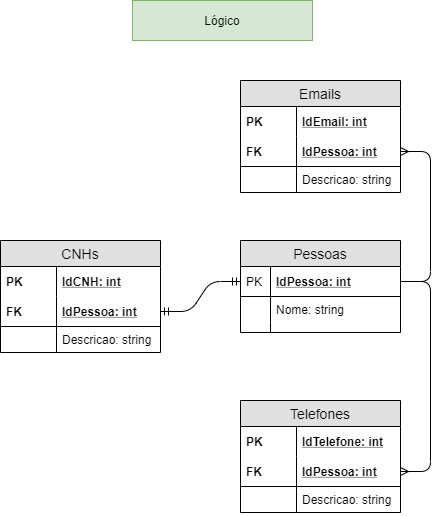 Lógico
Emails
PK IdEmail: int
FK IdPessoa: int
Descricao: string
CNHs
PK IdCNH: int
FK IdPessoa: int
Descricao: string
Pessoas
PK IdPessoa: int
Nome: string
Telefones
PK IdTelefone: int
FK IdPessoa: int
Descricao: string